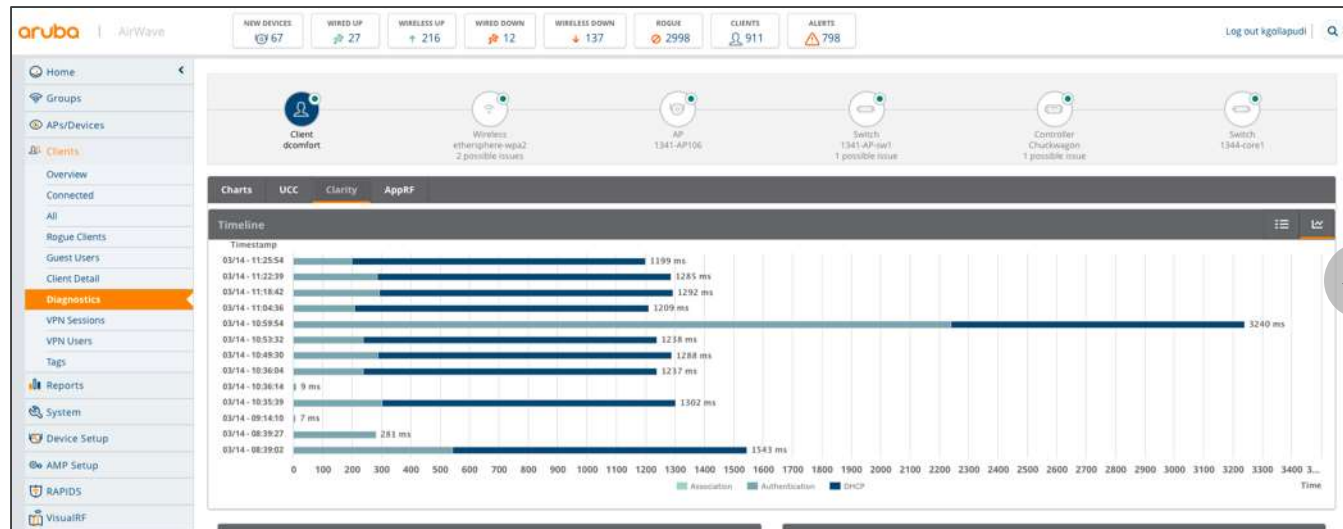 aruba | AirWave
NEW DEVICES 67
WIRED UP 27
WIRELESS UP 216
WIRED DOWN 12
WIRELESS DOWN 137
ROGUE 2998
CLIENTS 911
ALERTS 798
Log out kgollapudi
Home
Groups
APs/Devices
Clients
Overview
Connected
All
Rogue Clients
Guest Users
Client Detail
Diagnostics
VPN Sessions
VPN Users
Tags
Reports
System
Device Setup
AMP Setup
RAPIDS
VisualRF
Client
dcomfort
Wireless
ethersphere-wpa2
2 possible issues
AP
1341-AP106
Switch
1341-AP-sw1
1 possible issue
Controller
Chuckwagon
1 possible issue
Switch
1344-core1
Charts UCC Clarity AppRF
Timeline
Timestamp
03/14 - 11:25:54 1199 ms
03/14 - 11:22:39 1285 ms
03/14 - 11:18:42 1292 ms
03/14 - 11:04:36 1209 ms
03/14 - 10:59:54 3240 ms
03/14 - 10:53:32 1238 ms
03/14 - 10:49:30 1288 ms
03/14 - 10:36:04 1237 ms
03/14 - 10:36:14 9 ms
03/14 - 10:35:39 1302 ms
03/14 - 09:14:10 7 ms
03/14 - 08:39:27 281 ms
03/14 - 08:39:02 1543 ms
0 100 200 300 400 500 600 700 800 900 1000 1100 1200 1300 1400 1500 1600 1700 1800 1900 2000 2100 2200 2300 2400 2500 2600 2700 2800 2900 3000 3100 3200 3300 3400 3...
Association Authentication DHCP Time